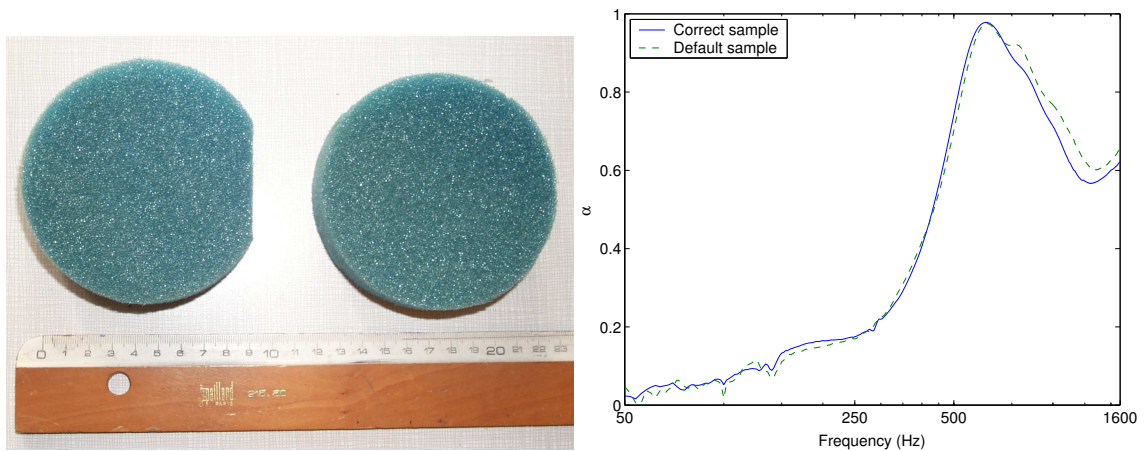 0 1 2 3 4 5 6 7 8 9 10 11 12 13 14 15 16 17 18 19 20 21 22 23
1
0.8
0.6
0.4
0.2
0
α
Correct sample
Default sample
50 250 500 1600
Frequency (Hz)